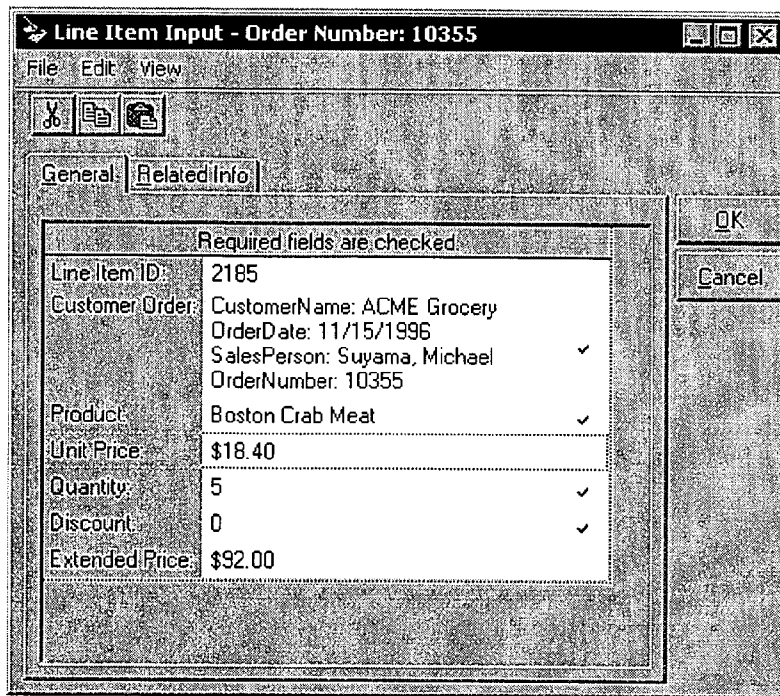 Line Item Input - Order Number: 10355
File Edit View
General Related Info
OK
Cancel
Required fields are checked.
Line Item ID: 2185
Customer Order: CustomerName: ACME Grocery
OrderDate: 11/15/1996
SalesPerson: Suyama, Michael
OrderNumber: 10355
Product: Boston Crab Meat
Unit Price: $18.40
Quantity: 5
Discount: 0
Extended Price: $92.00